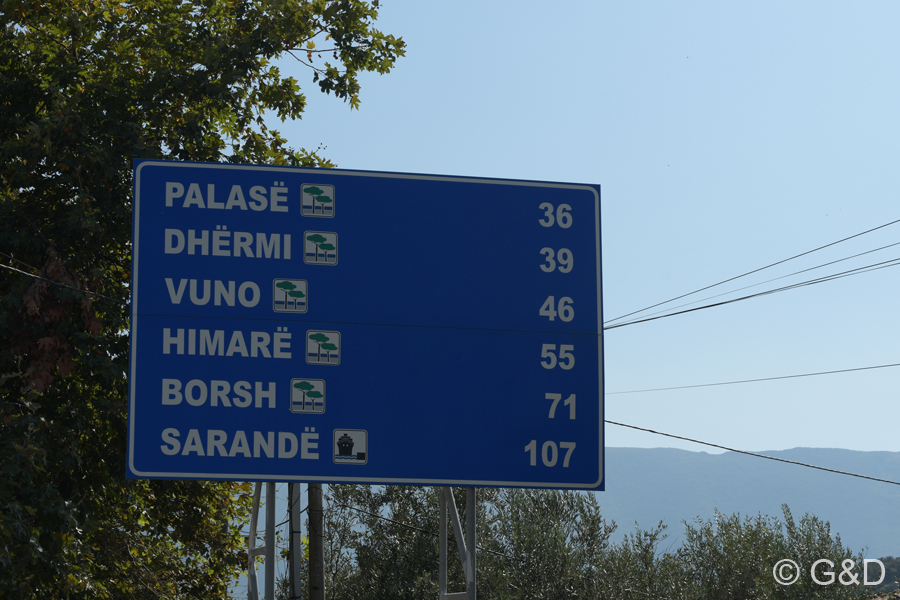 PALASË 36
DHËRMI 39
VUNO 46
HIMARË 55
BORSH 71
SARANDË 107
© G&D